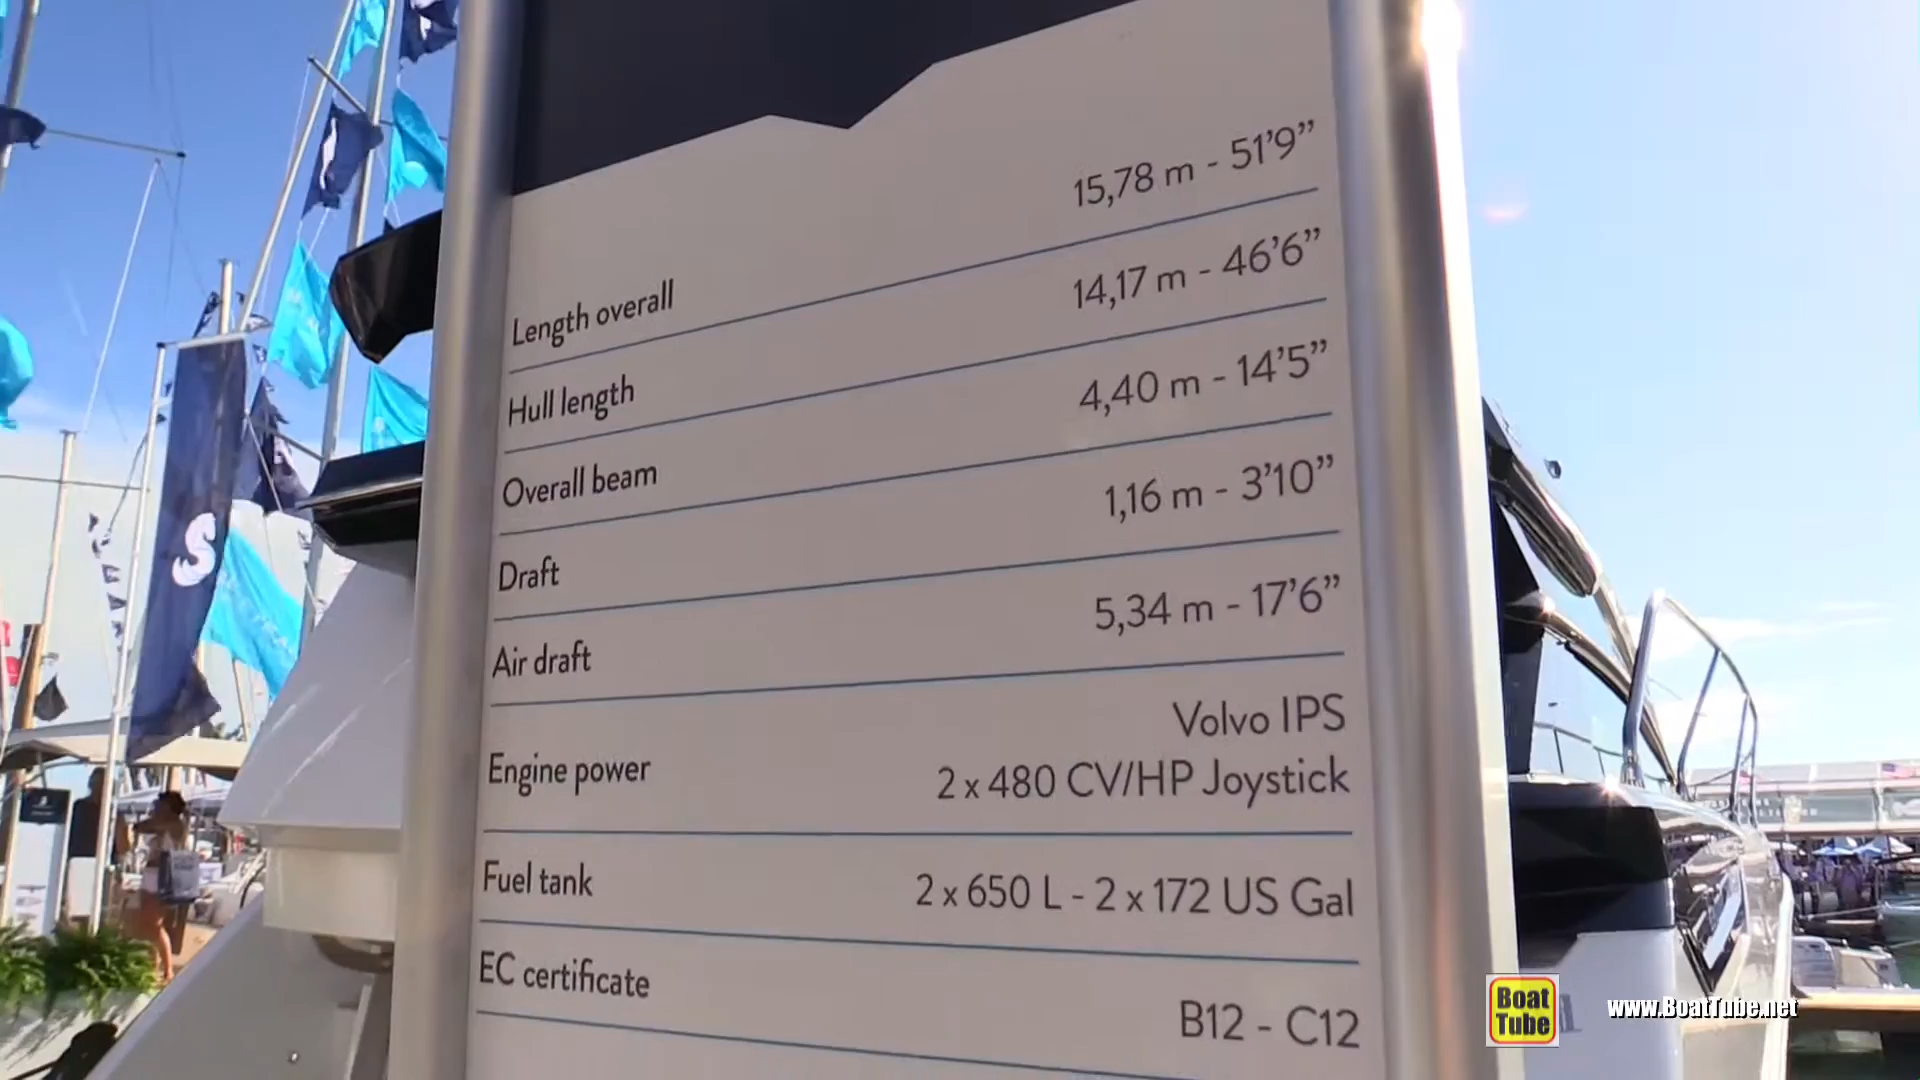 Length overall 15,78 m - 51'9”
Hull length 14,17 m - 46'6”
Overall beam 4,40 m - 14'5”
Draft 1,16 m - 3'10”
Air draft 5,34 m - 17'6”
Engine power Volvo IPS
2 x 480 CV/HP Joystick
Fuel tank 2 x 650 L - 2 x 172 US Gal
EC certificate B12 - C12
Boat
Tube
www.BoatTube.net